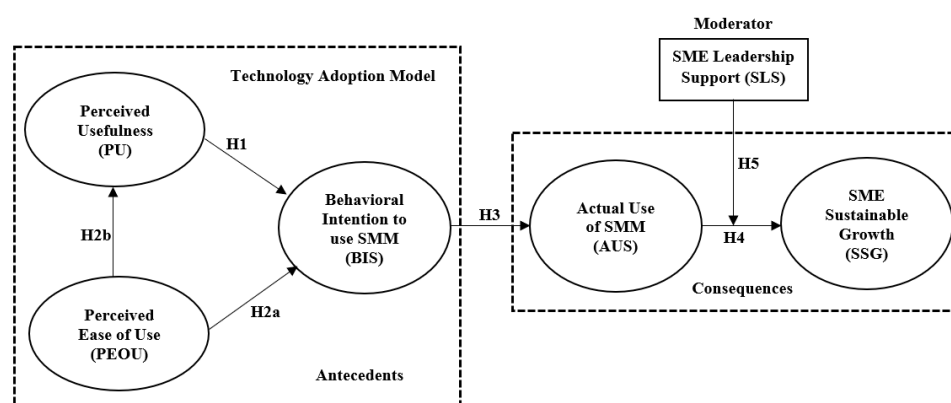 Moderator
SME Leadership
Support (SLS)
Technology Adoption Model
Perceived
Usefulness
(PU)
H1
H5
Behavioral
Intention to
use SMM
(BIS)
H3
Actual Use
of SMM
(AUS)
H4
SME
Sustainable
Growth
(SSG)
H2b
H2a
Consequences
Perceived
Ease of Use
(PEOU)
Antecedents